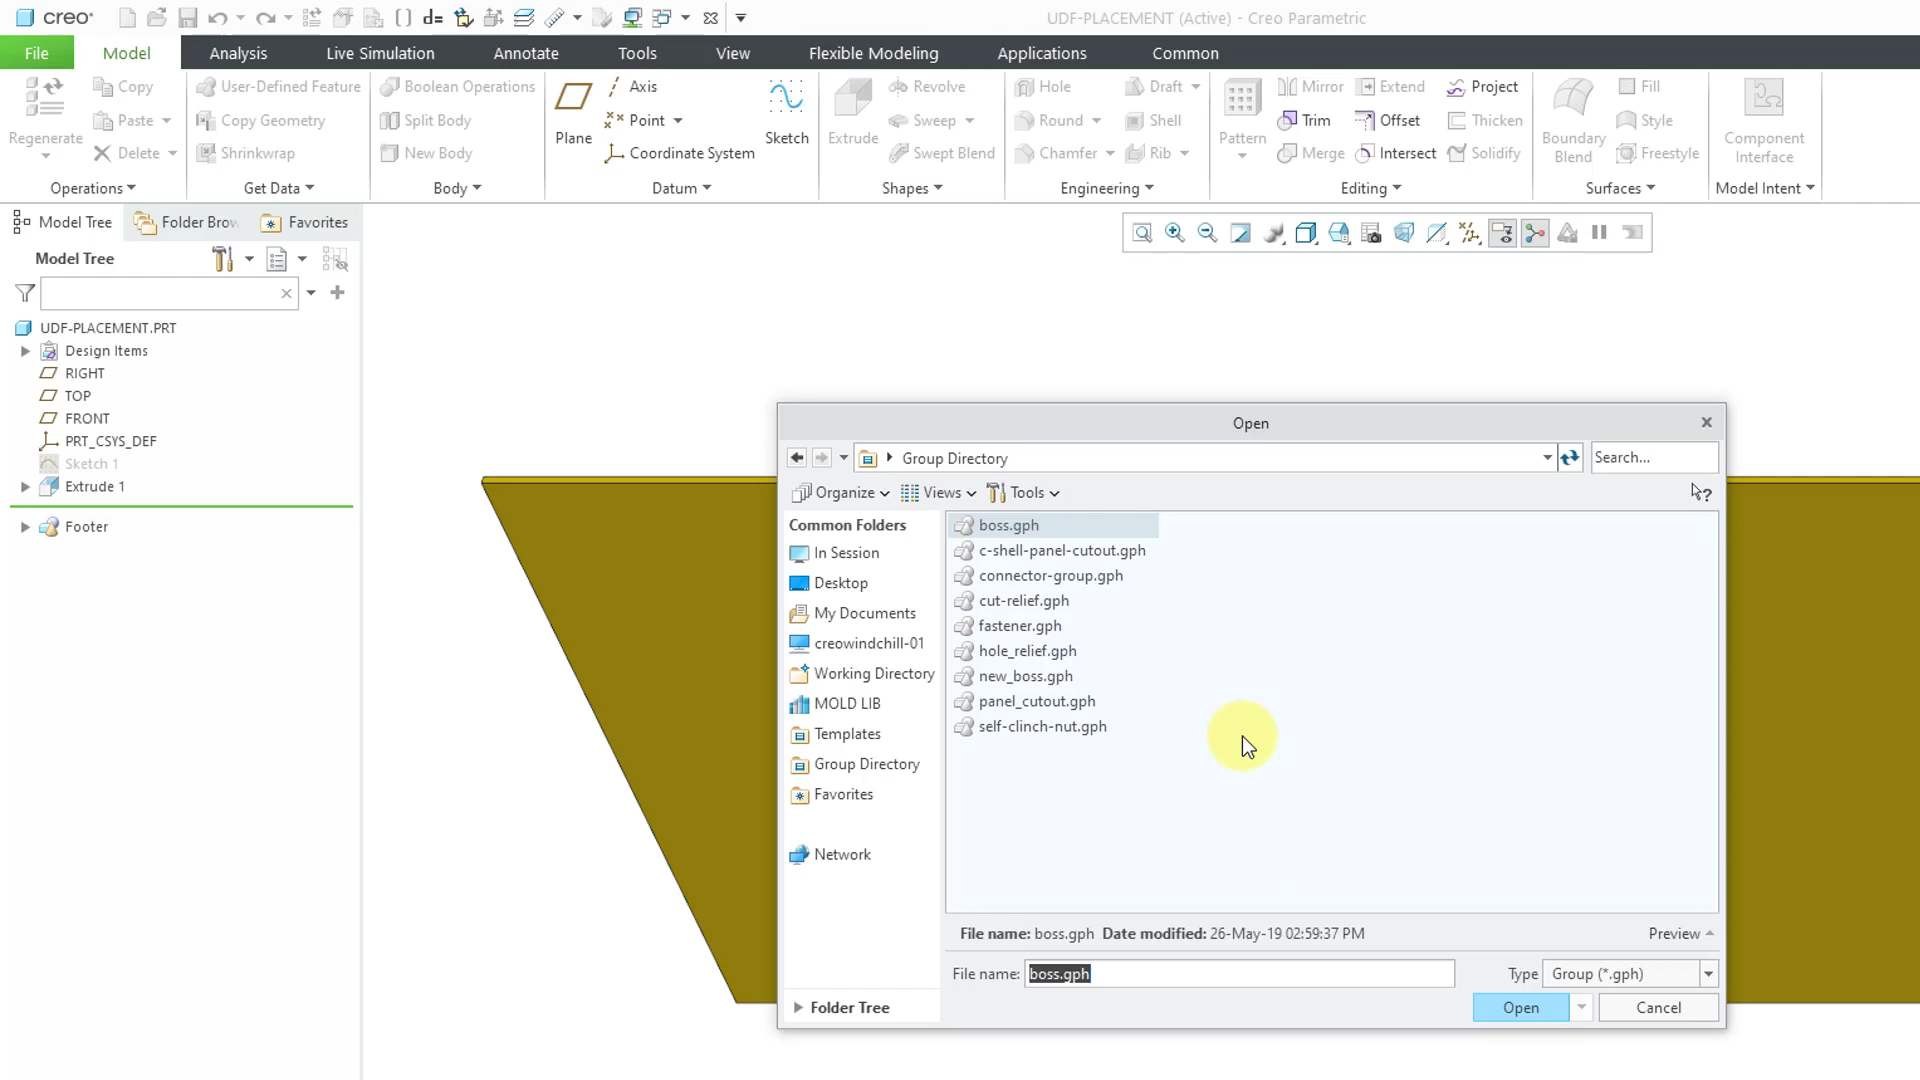 creo
UDF-PLACEMENT (Active) - Creo Parametric
File Model Analysis Live Simulation Annotate Tools View Flexible Modeling Applications Common
Regenerate
Copy
Paste
Delete
Operations
User-Defined Feature
Copy Geometry
Shrinkwrap
Get Data
Boolean Operations
Split Body
New Body
Body
Plane
Axis
Point
Coordinate System
Sketch
Datum
Extrude
Revolve
Sweep
Swept Blend
Shapes
Hole
Round
Chamfer
Draft
Shell
Rib
Engineering
Pattern
Mirror
Trim
Merge
Extend
Offset
Intersect
Project
Thicken
Solidify
Editing
Boundary
Blend
Fill
Style
Freestyle
Surfaces
Component
Interface
Model Intent
Model Tree Folder Brow Favorites
Model Tree
UDF-PLACEMENT.PRT
Design Items
RIGHT
TOP
FRONT
PRT_CSYS_DEF
Sketch 1
Extrude 1
Footer
Open
Group Directory
Search...
Organize Views Tools
Common Folders
In Session
Desktop
My Documents
creowindchill-01
Working Directory
MOLD LIB
Templates
Group Directory
Favorites
Network
Folder Tree
boss.gph
c-shell-panel-cutout.gph
connector-group.gph
cut-relief.gph
fastener.gph
hole_relief.gph
new_boss.gph
panel_cutout.gph
self-clinch-nut.gph
File name: boss.gph Date modified: 26-May-19 02:59:37 PM
Preview
File name: boss.gph
Type Group (*.gph)
Open Cancel